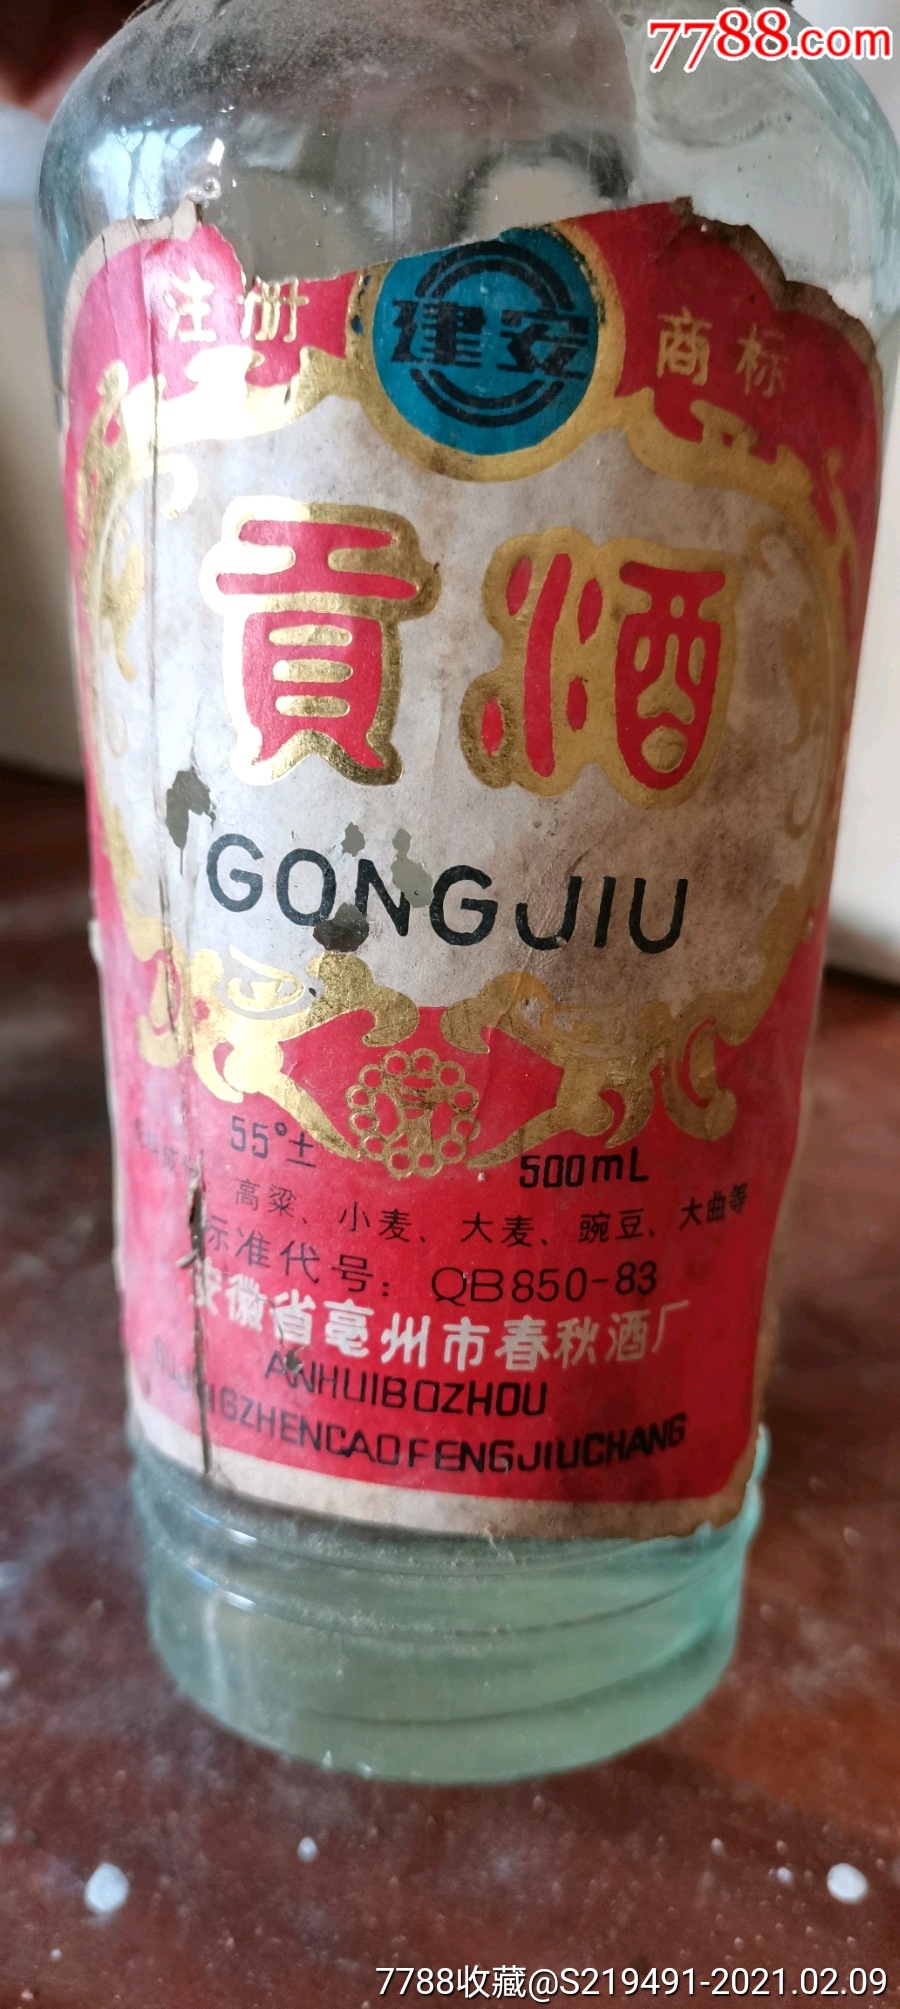 7788.com
注册 建安 商标
贡酒
GONGJIU
55°± 500mL
高粱、小麦、大麦、豌豆、大曲等
标准代号：QB850-83
安徽省亳州市春秋酒厂
ANHUIBOZHOU
GZHENCAOFENGJIUCHANG
7788收藏@S219491-2021.02.09